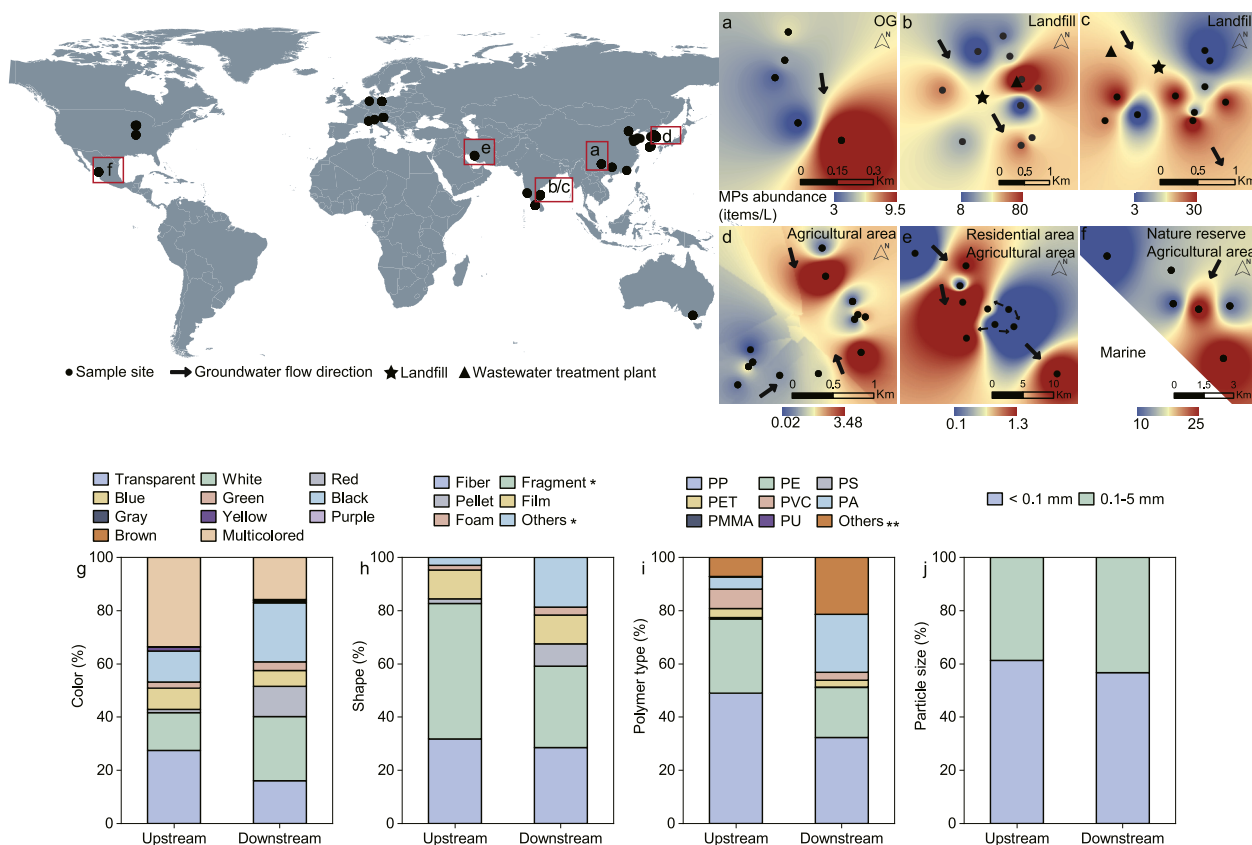 f
e
a
d
b/c
● Sample site → Groundwater flow direction ★ Landfill ▲ Wastewater treatment plant
a OG N
0 0.15 0.3 Km
MPs abundance (items/L)
3 9.5
b Landfill N
0 0.5 1 Km
8 80
c Landfill N
0 0.5 1 Km
3 30
d Agricultural area N
0 0.5 1 Km
0.02 3.48
e Residential area
Agricultural area N
0 5 10 Km
0.1 1.3
f Nature reserve
Agricultural area N
Marine
0 1.5 3 Km
10 25
Transparent White Red
Blue Green Black
Gray Yellow Purple
Brown Multicolored
g
Color (%)
100
80
60
40
20
0
Upstream Downstream
Fiber Fragment *
Pellet Film
Foam Others *
h
Shape (%)
100
80
60
40
20
0
Upstream Downstream
PP PE PS
PET PVC PA
PMMA PU Others **
i
Polymer type (%)
100
80
60
40
20
0
Upstream Downstream
< 0.1 mm 0.1-5 mm
j
Particle size (%)
100
80
60
40
20
0
Upstream Downstream